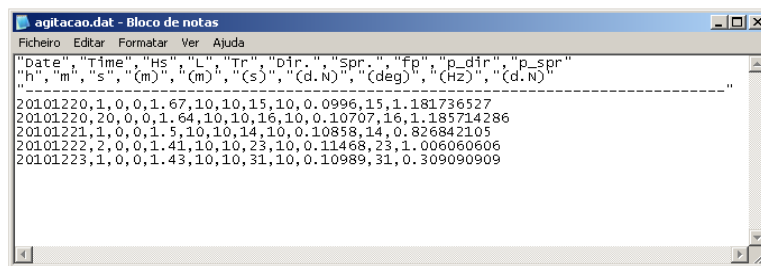 agitacao.dat - Bloco de notas
Ficheiro Editar Formatar Ver Ajuda
"Date","Time","Hs","L","Tr","Dir.","Spr.","fp","p_dir","p_spr"
"h","m","s","(m)","(m)","(s)","(d.N)","(deg)","(Hz)","(d.N)"
"----------------------------------------------------------------------"
20101220,1,0,0,1.67,10,10,15,10,0.0996,15,1.181736527
20101220,20,0,0,1.64,10,10,16,10,0.10707,16,1.185714286
20101221,1,0,0,1.5,10,10,14,10,0.10858,14,0.826842105
20101222,2,0,0,1.41,10,10,23,10,0.11468,23,1.006060606
20101223,1,0,0,1.43,10,10,31,10,0.10989,31,0.309090909